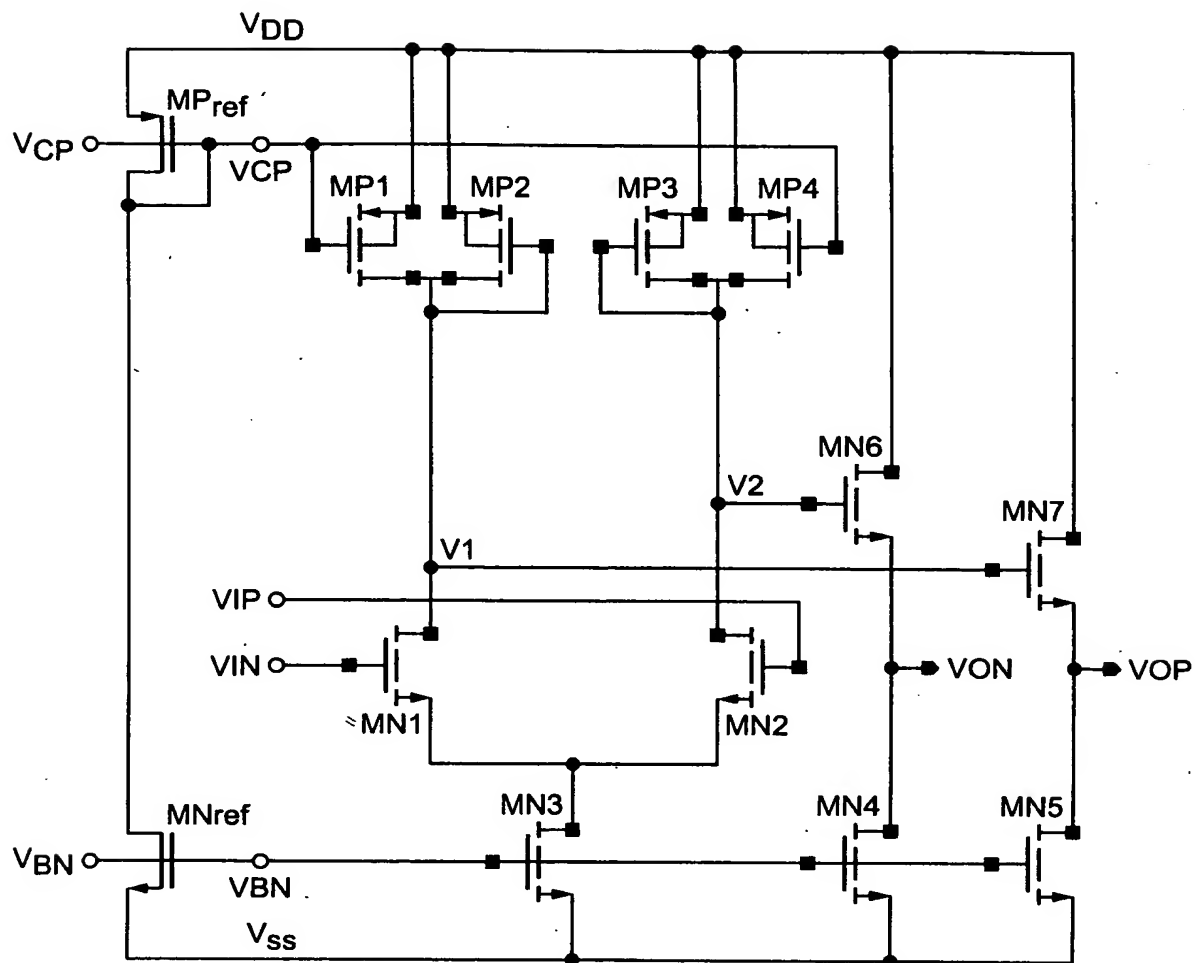 VDD
MPref
VCP
VCP
MP1
MP2
MP3
MP4
MN6
V2
MN7
V1
VIP
VIN
VON
VOP
MN1
MN2
MNref
MN3
MN4
MN5
VBN
VBN
Vss